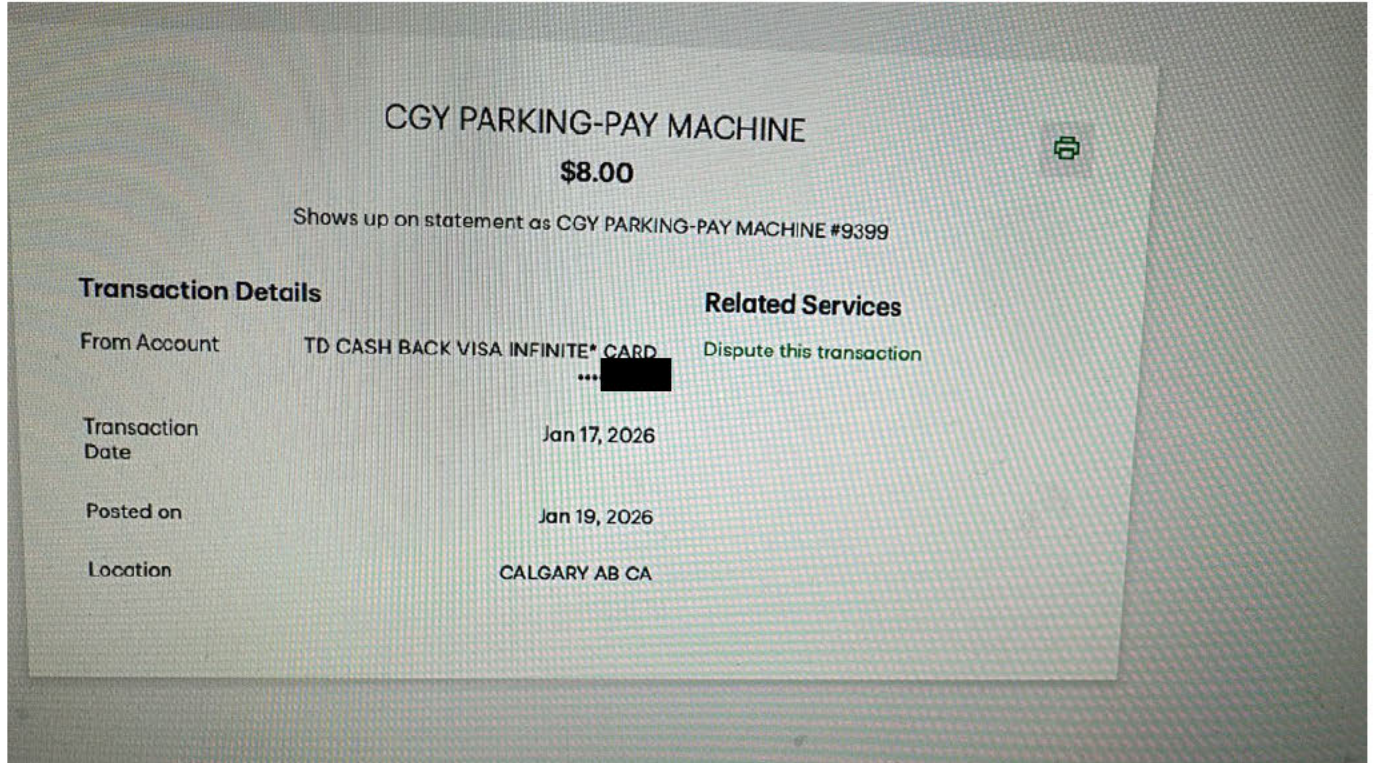 CGY PARKING-PAY MACHINE
$8.00
Shows up on statement as CGY PARKING-PAY MACHINE #9399
Transaction Details
From Account
TD CASH BACK VISA INFINITE* CARD
••••
Transaction
Date
Jan 17, 2026
Posted on
Jan 19, 2026
Location
CALGARY AB CA
Related Services
Dispute this transaction